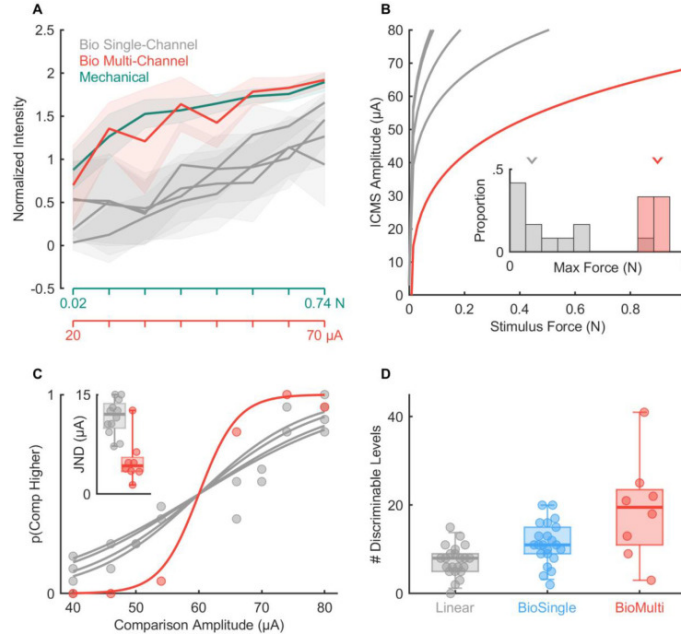 A
Bio Single-Channel
Bio Multi-Channel
Mechanical
Normalized Intensity
2.5
2
1.5
1
0.5
0
-0.5
0.02
0.74 N
20
70 µA
B
ICMS Amplitude (µA)
80
70
60
50
40
30
20
10
0
0
0.2
0.4
0.6
0.8
Stimulus Force (N)
Proportion
.5
0
0
Max Force (N)
C
p(Comp Higher)
1
0
40
50
60
70
80
Comparison Amplitude (µA)
JND (µA)
15
0
D
# Discriminable Levels
40
20
0
Linear
BioSingle
BioMulti